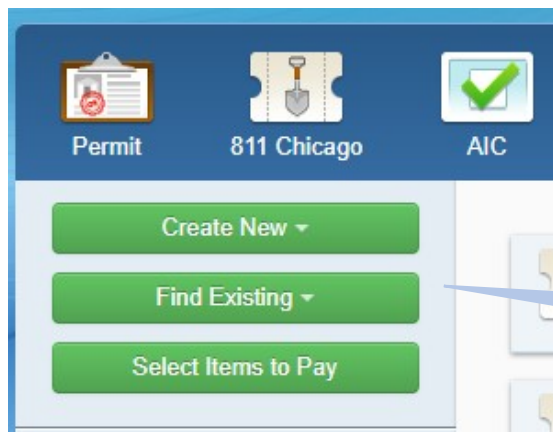 Permit
811 Chicago
AIC
Create New
Find Existing
Select Items to Pay